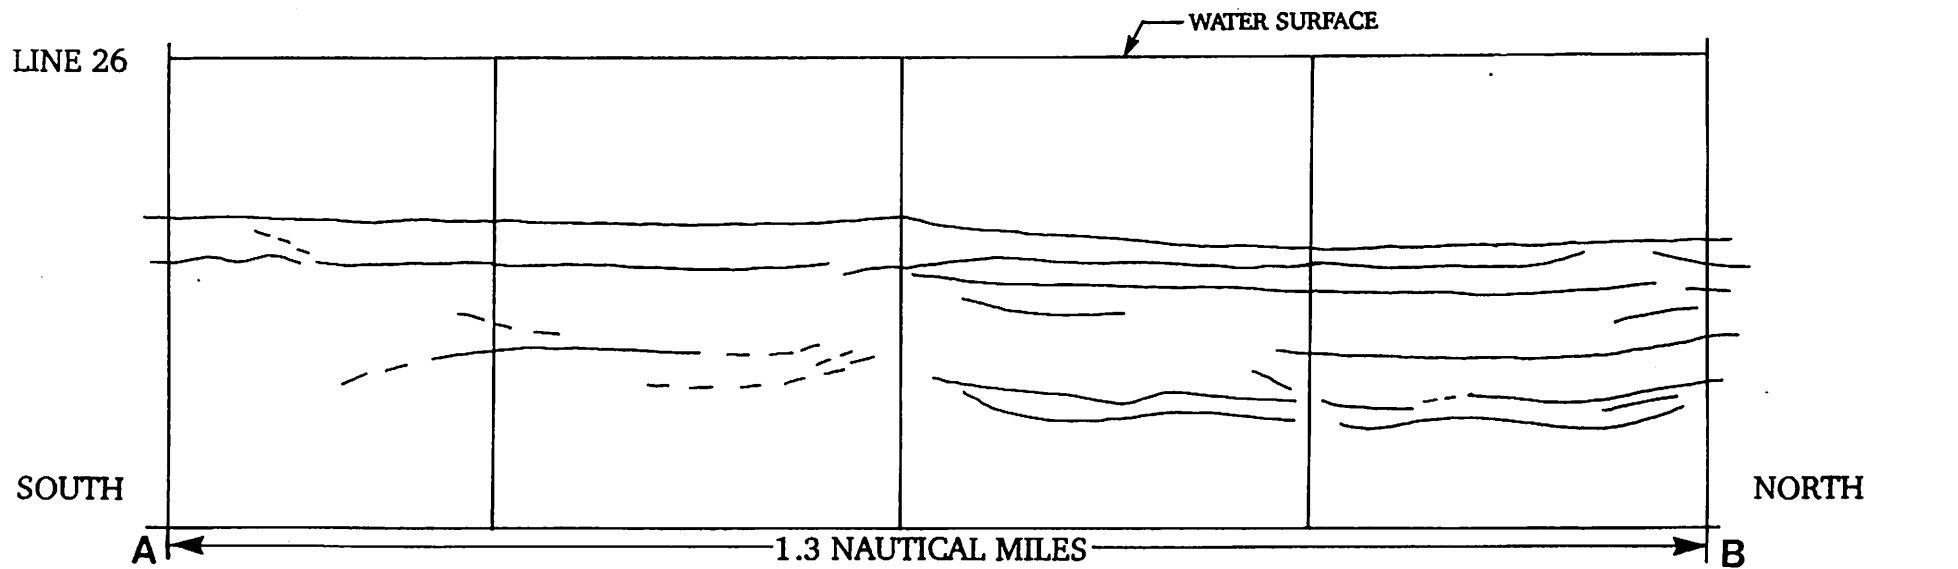 WATER SURFACE
LINE 26
SOUTH
NORTH
A
1.3 NAUTICAL MILES
B